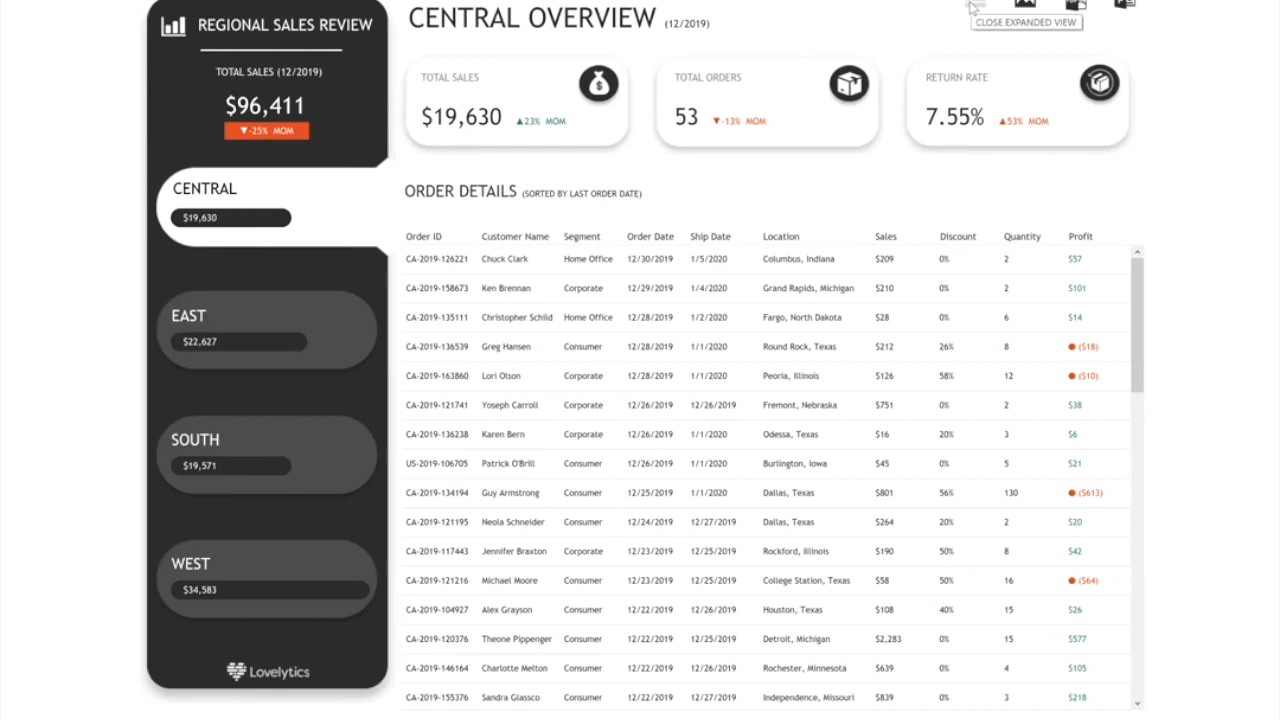 REGIONAL SALES REVIEW
TOTAL SALES (12/2019)
$96,411
▼-25% MOM
CENTRAL
$19,630
EAST
$22,627
SOUTH
$19,571
WEST
$34,583
Lovelytics
CENTRAL OVERVIEW (12/2019)
CLOSE EXPANDED VIEW
TOTAL SALES
$19,630 ▲23% MOM
TOTAL ORDERS
53 ▼-13% MOM
RETURN RATE
7.55% ▲53% MOM
ORDER DETAILS (SORTED BY LAST ORDER DATE)
Order ID Customer Name Segment Order Date Ship Date Location Sales Discount Quantity Profit
CA-2019-126221 Chuck Clark Home Office 12/30/2019 1/5/2020 Columbus, Indiana $209 0% 2 $57
CA-2019-158673 Ken Brennan Corporate 12/29/2019 1/4/2020 Grand Rapids, Michigan $210 0% 2 $101
CA-2019-135111 Christopher Schild Home Office 12/28/2019 1/2/2020 Fargo, North Dakota $28 0% 6 $14
CA-2019-136539 Greg Hansen Consumer 12/28/2019 1/1/2020 Round Rock, Texas $212 26% 8 ($18)
CA-2019-163860 Lori Olson Corporate 12/28/2019 1/1/2020 Peoria, Illinois $126 58% 12 ($10)
CA-2019-121741 Yoseph Carroll Corporate 12/26/2019 12/26/2019 Fremont, Nebraska $751 0% 2 $38
CA-2019-136238 Karen Bern Corporate 12/26/2019 1/1/2020 Odessa, Texas $16 20% 3 $6
US-2019-106705 Patrick O'Brill Consumer 12/26/2019 1/1/2020 Burlington, Iowa $45 0% 5 $21
CA-2019-134194 Guy Armstrong Consumer 12/25/2019 1/1/2020 Dallas, Texas $801 56% 130 ($613)
CA-2019-121195 Neola Schneider Consumer 12/24/2019 12/27/2019 Dallas, Texas $264 20% 2 $20
CA-2019-117443 Jennifer Braxton Corporate 12/23/2019 12/25/2019 Rockford, Illinois $190 50% 8 $42
CA-2019-121216 Michael Moore Consumer 12/23/2019 12/25/2019 College Station, Texas $58 50% 16 ($64)
CA-2019-104927 Alex Grayson Consumer 12/22/2019 12/26/2019 Houston, Texas $108 40% 15 $26
CA-2019-120376 Theone Pippenger Consumer 12/22/2019 12/25/2019 Detroit, Michigan $2,283 0% 15 $577
CA-2019-146164 Charlotte Melton Consumer 12/22/2019 12/26/2019 Rochester, Minnesota $639 0% 4 $105
CA-2019-155376 Sandra Glassco Consumer 12/22/2019 12/27/2019 Independence, Missouri $839 0% 3 $218